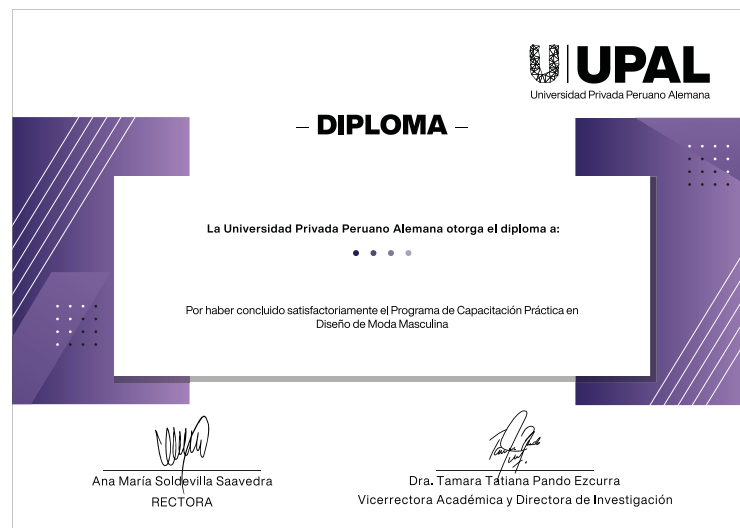 UPAL
Universidad Privada Peruano Alemana
– DIPLOMA –
La Universidad Privada Peruano Alemana otorga el diploma a:
Por haber concluido satisfactoriamente el Programa de Capacitación Práctica en
Diseño de Moda Masculina
Ana María Soldevilla Saavedra
RECTORA
Dra. Tamara Tatiana Pando Ezcurra
Vicerrectora Académica y Directora de Investigación